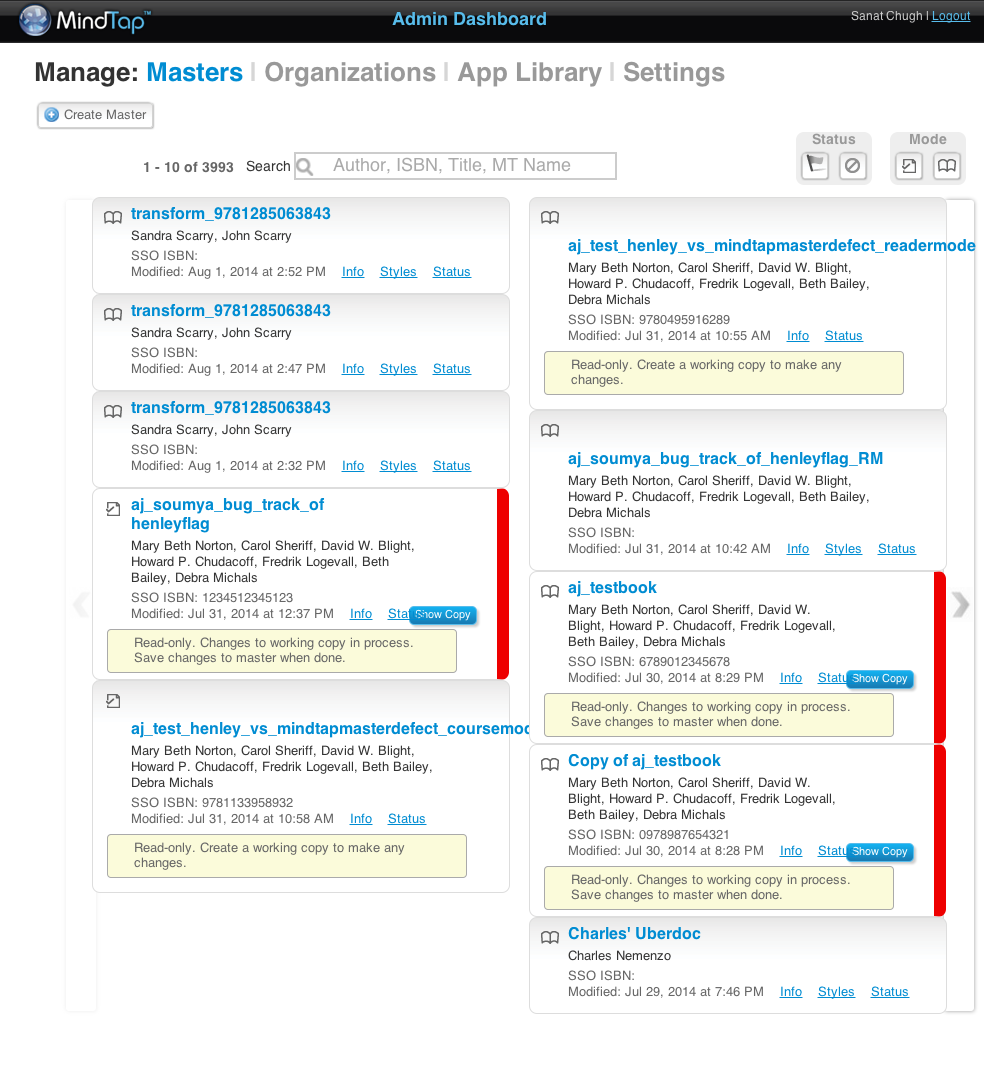 MindTap™
Admin Dashboard
Sanat Chugh | Logout
Manage: Masters | Organizations | App Library | Settings
Create Master
Status
Mode
1 - 10 of 3993 Search Author, ISBN, Title, MT Name
transform_9781285063843
Sandra Scarry, John Scarry
SSO ISBN:
Modified: Aug 1, 2014 at 2:52 PM Info Styles Status
transform_9781285063843
Sandra Scarry, John Scarry
SSO ISBN:
Modified: Aug 1, 2014 at 2:47 PM Info Styles Status
transform_9781285063843
Sandra Scarry, John Scarry
SSO ISBN:
Modified: Aug 1, 2014 at 2:32 PM Info Styles Status
aj_soumya_bug_track_of
henleyflag
Mary Beth Norton, Carol Sheriff, David W. Blight,
Howard P. Chudacoff, Fredrik Logevall, Beth
Bailey, Debra Michals
SSO ISBN: 1234512345123
Modified: Jul 31, 2014 at 12:37 PM Info Status Show Copy
Read-only. Changes to working copy in process.
Save changes to master when done.
aj_test_henley_vs_mindtapmasterdefect_coursemod
Mary Beth Norton, Carol Sheriff, David W. Blight,
Howard P. Chudacoff, Fredrik Logevall, Beth Bailey,
Debra Michals
SSO ISBN: 9781133958932
Modified: Jul 31, 2014 at 10:58 AM Info Status
Read-only. Create a working copy to make any
changes.
aj_test_henley_vs_mindtapmasterdefect_readermode
Mary Beth Norton, Carol Sheriff, David W. Blight,
Howard P. Chudacoff, Fredrik Logevall, Beth Bailey,
Debra Michals
SSO ISBN: 9780495916289
Modified: Jul 31, 2014 at 10:55 AM Info Status
Read-only. Create a working copy to make any
changes.
aj_soumya_bug_track_of_henleyflag_RM
Mary Beth Norton, Carol Sheriff, David W. Blight,
Howard P. Chudacoff, Fredrik Logevall, Beth Bailey,
Debra Michals
SSO ISBN:
Modified: Jul 31, 2014 at 10:42 AM Info Styles Status
aj_testbook
Mary Beth Norton, Carol Sheriff, David W.
Blight, Howard P. Chudacoff, Fredrik Logevall,
Beth Bailey, Debra Michals
SSO ISBN: 6789012345678
Modified: Jul 30, 2014 at 8:29 PM Info Status Show Copy
Read-only. Changes to working copy in process.
Save changes to master when done.
Copy of aj_testbook
Mary Beth Norton, Carol Sheriff, David W.
Blight, Howard P. Chudacoff, Fredrik Logevall,
Beth Bailey, Debra Michals
SSO ISBN: 0978987654321
Modified: Jul 30, 2014 at 8:28 PM Info Status Show Copy
Read-only. Changes to working copy in process.
Save changes to master when done.
Charles' Uberdoc
Charles Nemenzo
SSO ISBN:
Modified: Jul 29, 2014 at 7:46 PM Info Styles Status